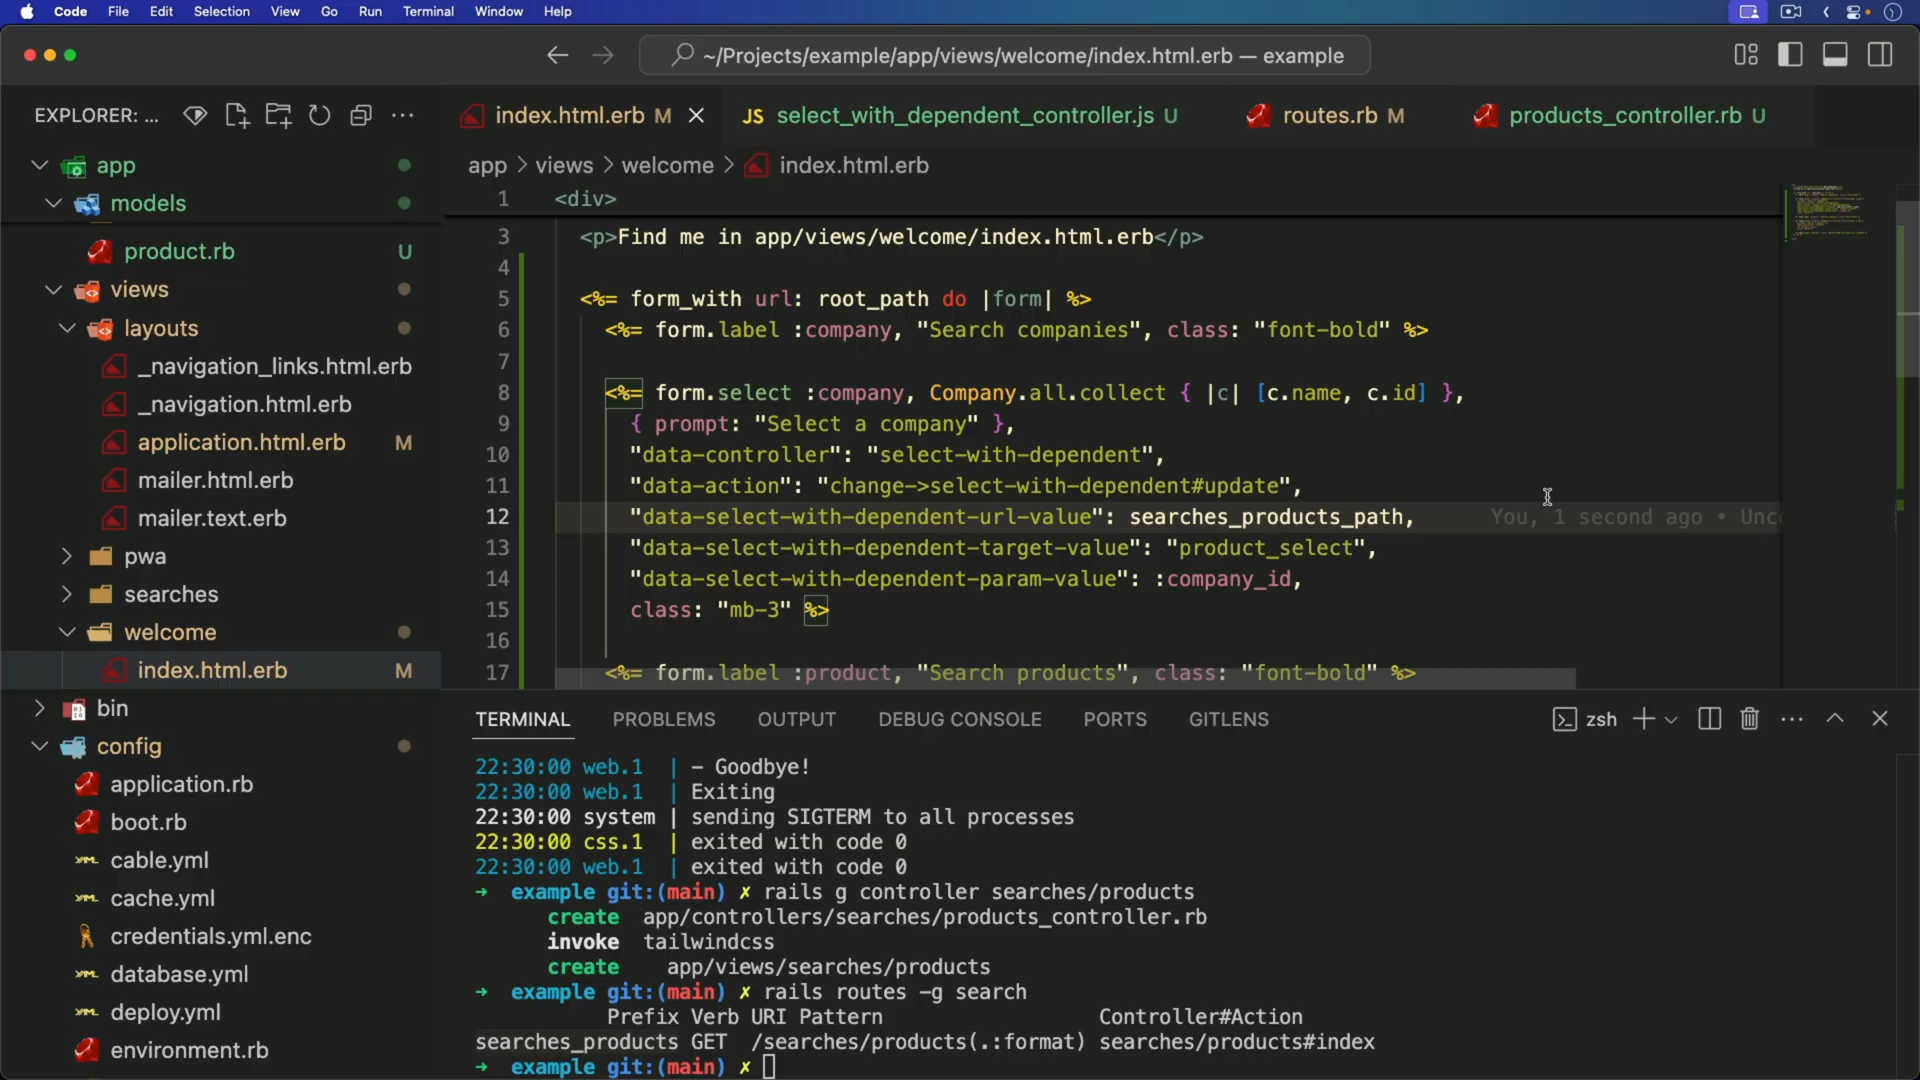 Code File Edit Selection View Go Run Terminal Window Help
~/Projects/example/app/views/welcome/index.html.erb — example
EXPLORER: ...
index.html.erb M
JS select_with_dependent_controller.js U
routes.rb M
products_controller.rb U
app > views > welcome > index.html.erb
app
models
product.rb U
views
layouts
_navigation_links.html.erb
_navigation.html.erb
application.html.erb M
mailer.html.erb
mailer.text.erb
pwa
searches
welcome
index.html.erb M
bin
config
application.rb
boot.rb
cable.yml
cache.yml
credentials.yml.enc
database.yml
deploy.yml
environment.rb
1 <div>
3 <p>Find me in app/views/welcome/index.html.erb</p>
4
5 <%= form_with url: root_path do |form| %>
6 <%= form.label :company, "Search companies", class: "font-bold" %>
7
8 <%= form.select :company, Company.all.collect { |c| [c.name, c.id] },
9 { prompt: "Select a company" },
10 "data-controller": "select-with-dependent",
11 "data-action": "change->select-with-dependent#update",
12 "data-select-with-dependent-url-value": searches_products_path, You, 1 second ago • Unc
13 "data-select-with-dependent-target-value": "product_select",
14 "data-select-with-dependent-param-value": :company_id,
15 class: "mb-3" %>
16
17 <%= form.label :product, "Search products", class: "font-bold" %>
TERMINAL PROBLEMS OUTPUT DEBUG CONSOLE PORTS GITLENS
zsh
22:30:00 web.1 | - Goodbye!
22:30:00 web.1 | Exiting
22:30:00 system | sending SIGTERM to all processes
22:30:00 css.1 | exited with code 0
22:30:00 web.1 | exited with code 0
➜ example git:(main) ✗ rails g controller searches/products
create app/controllers/searches/products_controller.rb
invoke tailwindcss
create app/views/searches/products
➜ example git:(main) ✗ rails routes -g search
Prefix Verb URI Pattern Controller#Action
searches_products GET /searches/products(.:format) searches/products#index
➜ example git:(main) ✗